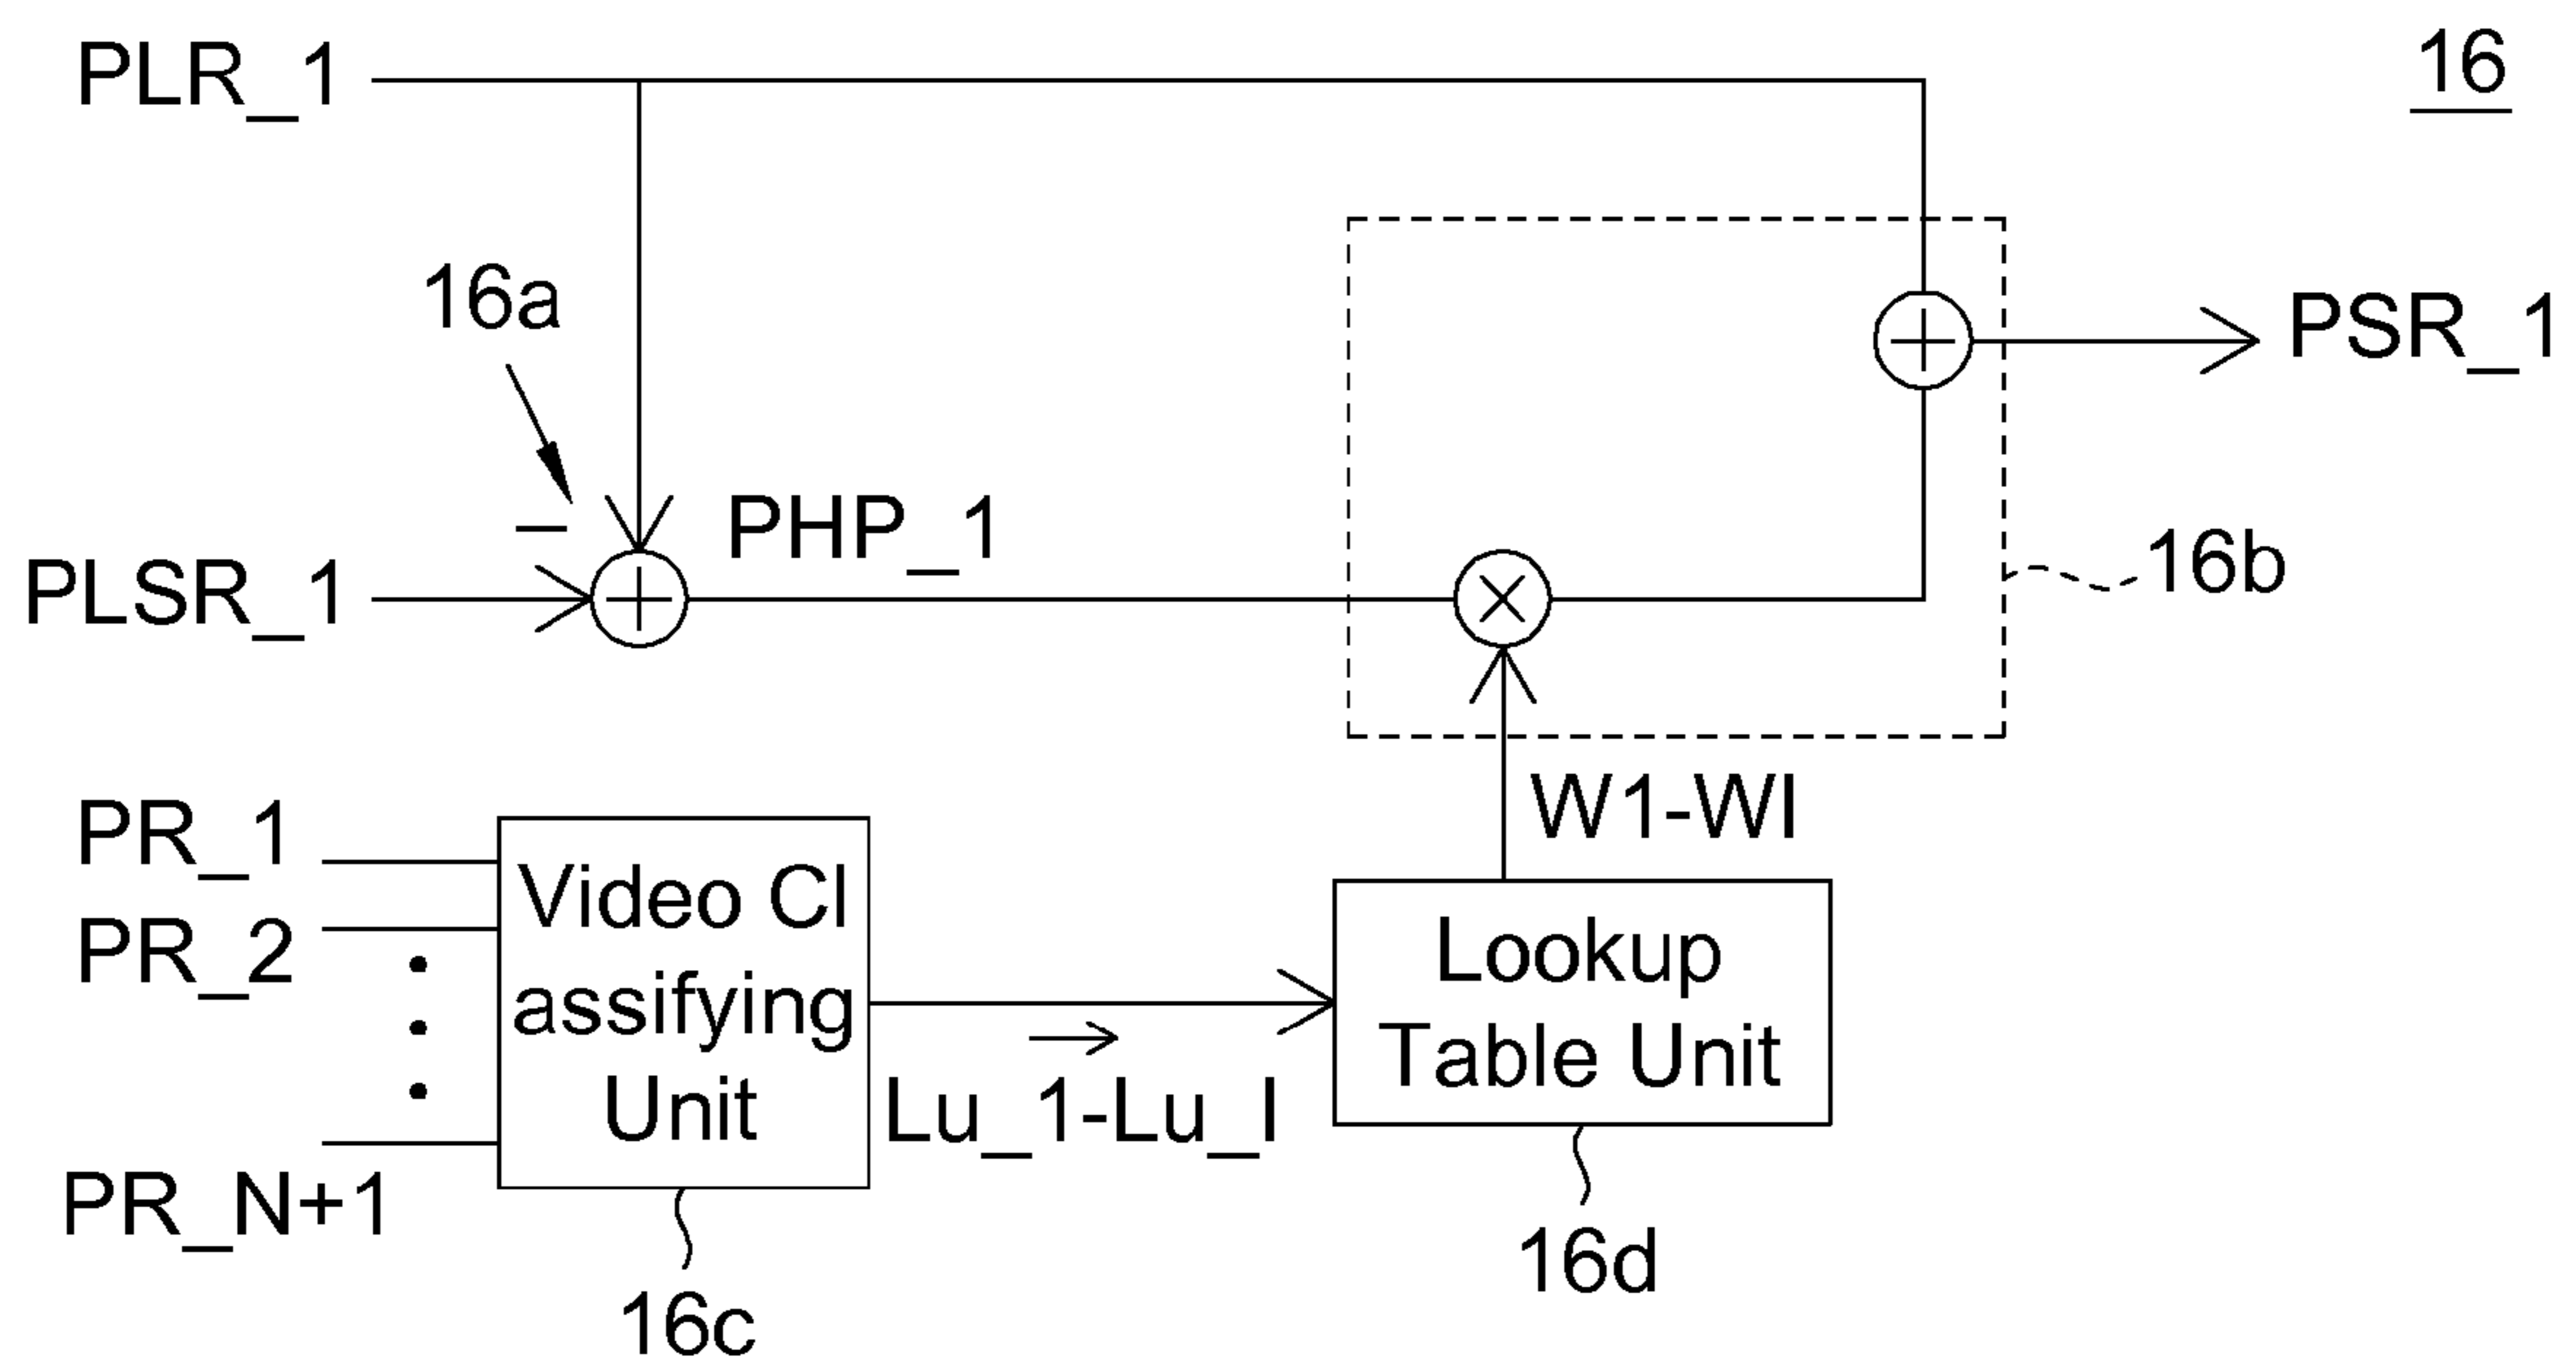 PLR_1
16
16a
PSR_1
−
PHP_1
PLSR_1
16b
W1-WI
PR_1
PR_2
PR_N+1
Video Cl
assifying
Unit
Lookup
Table Unit
Lu_1-Lu_I
16d
16c